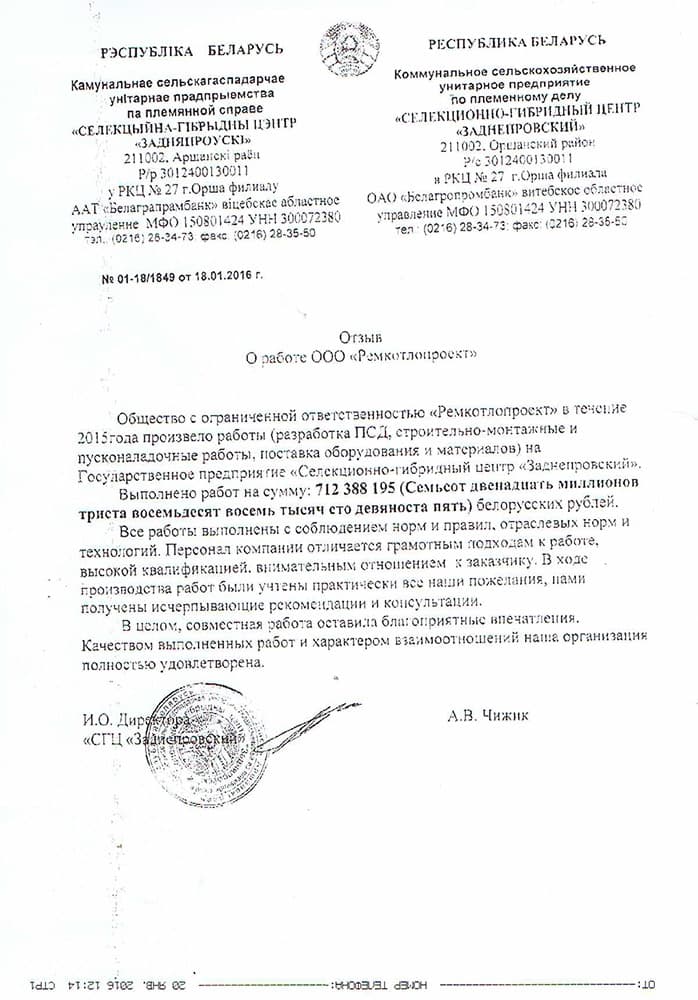 РЭСПУБЛІКА БЕЛАРУСЬ
Камунальнае сельскагаспадарчае
унітарнае прадпрыемства
па племянной справе
«СЕЛЕКЦЫЙНА-ГІБРЫДНЫ ЦЭНТР
«ЗАДНЯПРОУСКІ»
211002, Аршанскі раён
Р/р 3012400130011
у РКЦ № 27 г.Орша филиалу
ААТ «Белаграпрамбанк» віцебскае абластное
упрауленне МФО 150801424 УНН 300072380
тэл.: (0216) 28-34-73 факс: (0216) 28-35-50
РЕСПУБЛИКА БЕЛАРУСЬ
Коммунальное сельскохозяйственное
унитарное предприятие
по племенному делу
«СЕЛЕКЦИОННО-ГИБРИДНЫЙ ЦЕНТР
«ЗАДНЕПРОВСКИЙ»
211002, Оршанский район
Р/с 3012400130011
в РКЦ № 27 г.Орша филиала
ОАО «Белагропромбанк» витебское областное
управление МФО 150801424 УНН 300072380
тел.: (0216) 28-34-73; факс: (0216) 28-35-50
№ 01-18/1849 от 18.01.2016 г.
Отзыв
О работе ООО «Ремкотлопроект»
Общество с ограниченной ответственностью «Ремкотлопроект» в течение
2015года произвело работы (разработка ПСД, строительно-монтажные и
пусконаладочные работы, поставка оборудования и материалов) на
Государственное предприятие «Селекционно-гибридный центр «Заднепровский».
Выполнено работ на сумму: 712 388 195 (Семьсот двенадцать миллионов
триста восемьдесят восемь тысяч сто девяноста пять) белорусских рублей.
Все работы выполнены с соблюдением норм и правил, отраслевых норм и
технологий. Персонал компании отличается грамотным подходам к работе,
высокой квалификацией, внимательным отношением к заказчику. В ходе
производства работ были учтены практически все наши пожелания, нами
получены исчерпывающие рекомендации и консультации.
В целом, совместная работа оставила благоприятные впечатления.
Качеством выполненных работ и характером взаимоотношений наша организация
полностью удовлетворена.
И.О. Директора
«СГЦ «Заднепровский»
А.В. Чижик
ОТ: НОМЕР ТЕЛЕФОНА: 20 ЯНВ. 2016 12:14 СТР1